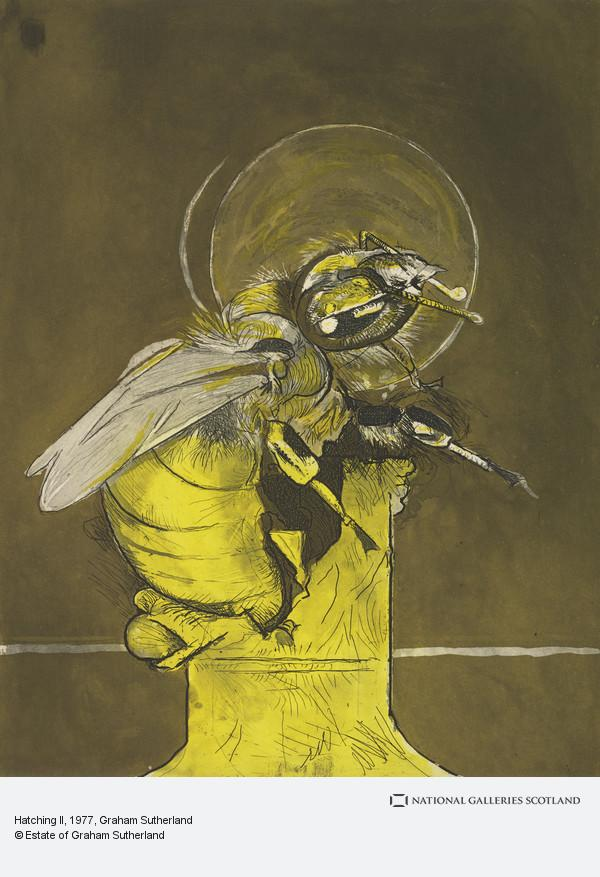 NATIONAL GALLERIES SCOTLAND
Hatching II, 1977, Graham Sutherland
© Estate of Graham Sutherland